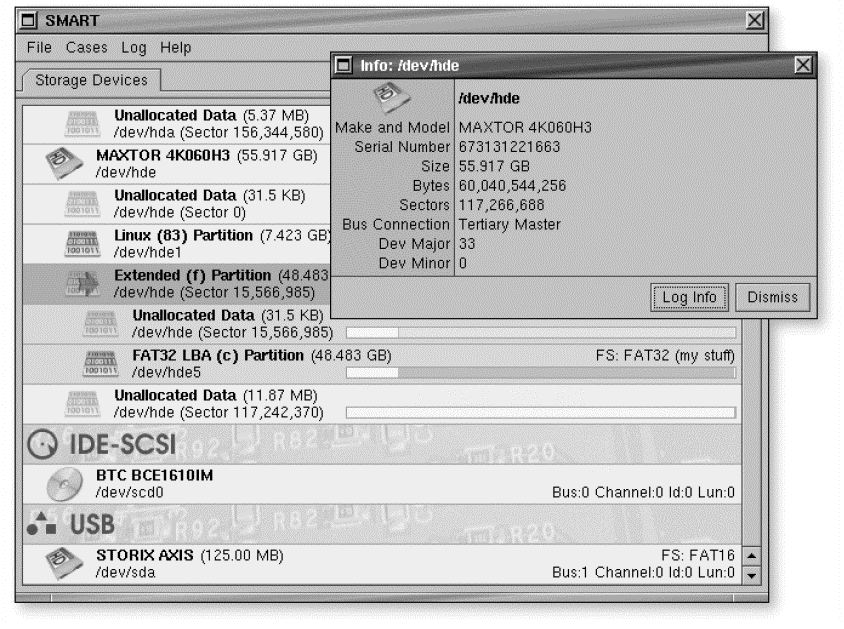 SMART
File Cases Log Help
Storage Devices
Unallocated Data (5.37 MB)
/dev/hda (Sector 156,344,580)
MAXTOR 4K060H3 (55.917 GB)
/dev/hde
Unallocated Data (31.5 KB)
/dev/hde (Sector 0)
Linux (83) Partition (7.423 GB)
/dev/hde1
Extended (f) Partition (48.483
/dev/hde (Sector 15,566,985)
Unallocated Data (31.5 KB)
/dev/hde (Sector 15,566,985)
FAT32 LBA (c) Partition (48.483 GB) FS: FAT32 (my stuff)
/dev/hde5
Unallocated Data (11.87 MB)
/dev/hde (Sector 117,242,370)
IDE-SCSI
BTC BCE1610IM
/dev/scd0 Bus:0 Channel:0 Id:0 Lun:0
USB
STORIX AXIS (125.00 MB) FS: FAT16
/dev/sda Bus:1 Channel:0 Id:0 Lun:0
Info: /dev/hde
/dev/hde
Make and Model MAXTOR 4K060H3
Serial Number 673131221663
Size 55.917 GB
Bytes 60,040,544,256
Sectors 117,266,688
Bus Connection Tertiary Master
Dev Major 33
Dev Minor 0
Log Info Dismiss